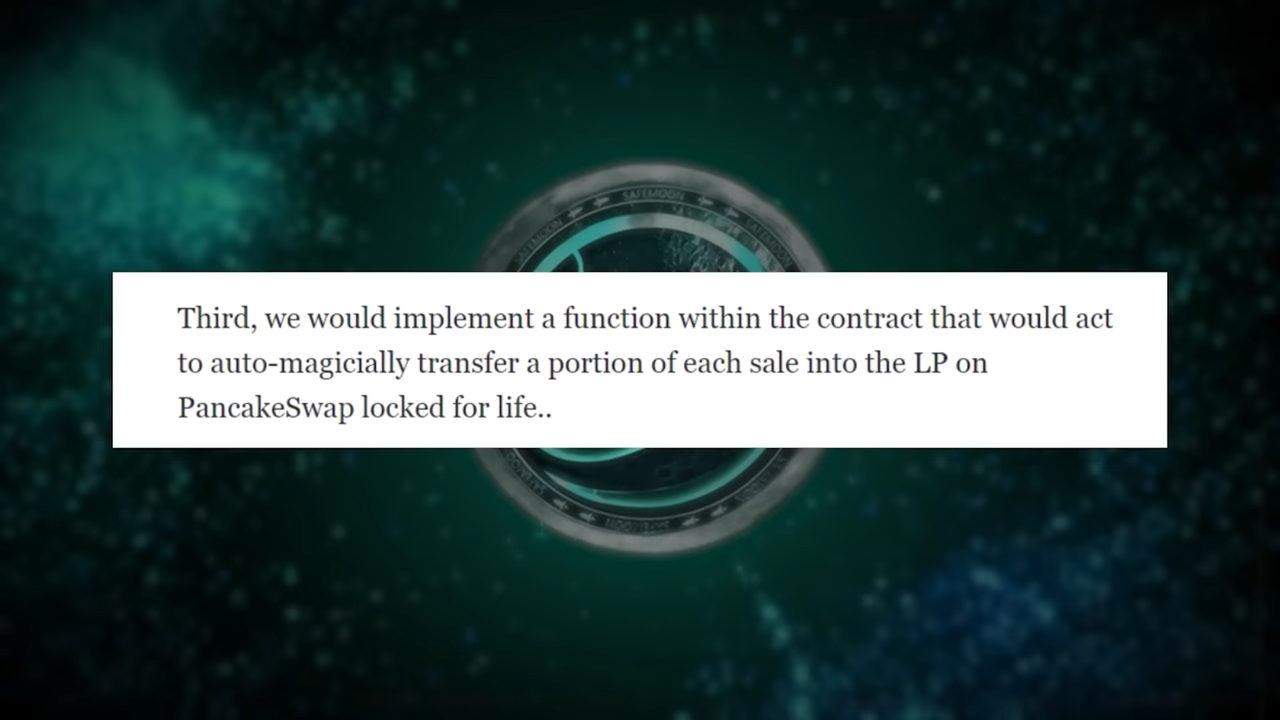 SAFEMOON
Third, we would implement a function within the contract that would act
to auto-magicially transfer a portion of each sale into the LP on
PancakeSwap locked for life..